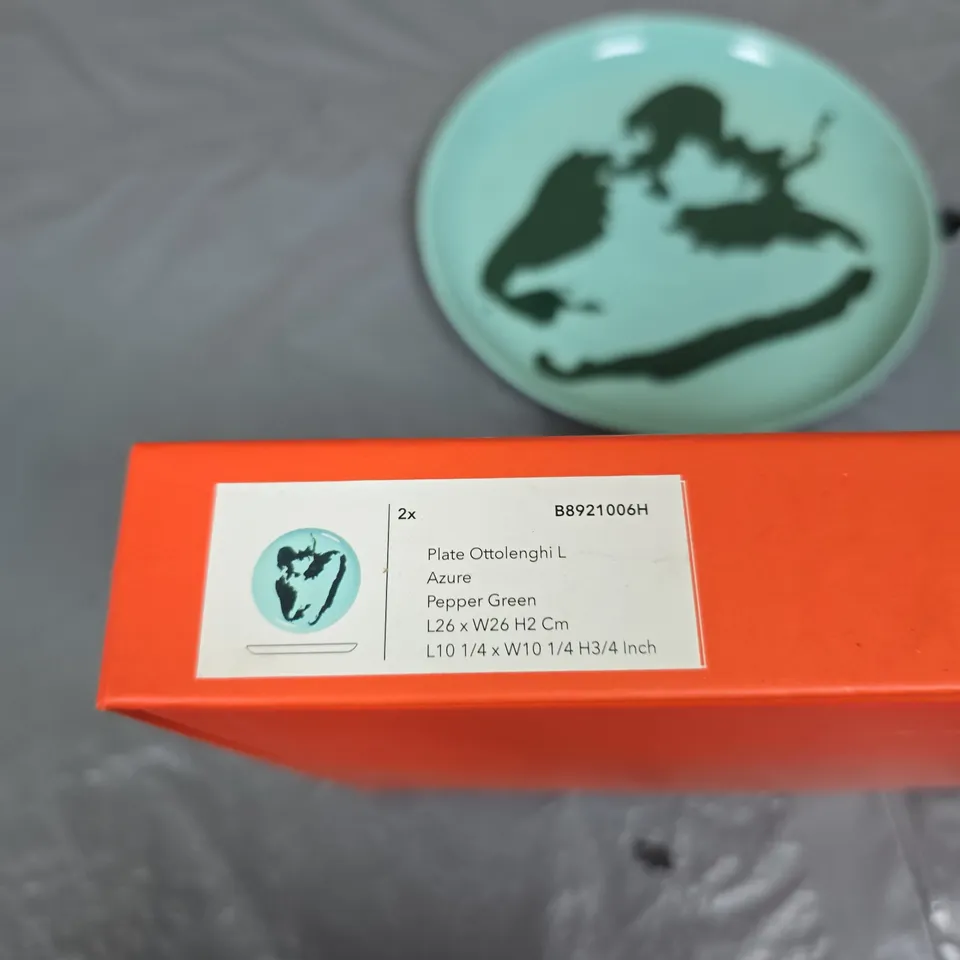 2x B8921006H
Plate Ottolenghi L
Azure
Pepper Green
L26 x W26 H2 Cm
L10 1/4 x W10 1/4 H3/4 Inch